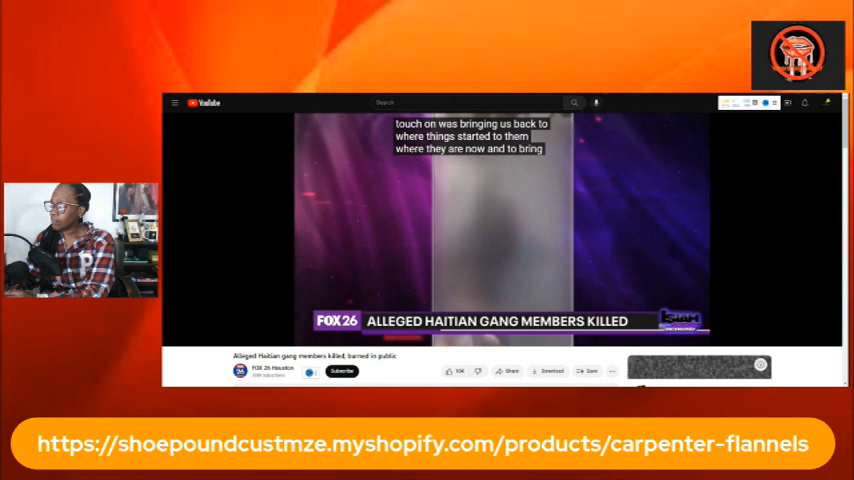 YouTube
Search
touch on was bringing us back to
where things started to them
where they are now and to bring
FOX 26 ALLEGED HAITIAN GANG MEMBERS KILLED
ISIAH
Alleged Haitian gang members killed, burned in public
FOX 26 Houston
Subscribe
10K
Share
Download
Save
https://shoepoundcustmze.myshopify.com/products/carpenter-flannels